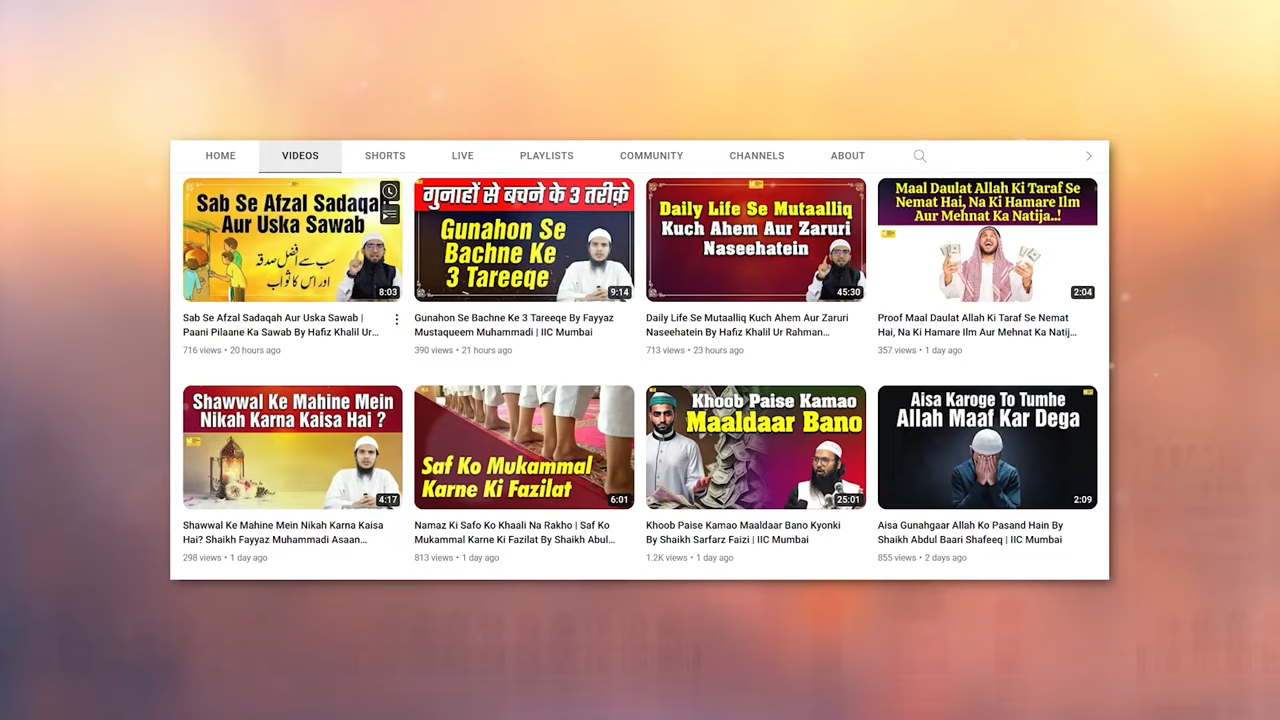 HOME VIDEOS SHORTS LIVE PLAYLISTS COMMUNITY CHANNELS ABOUT
Sab Se Afzal Sadaqah
Aur Uska Sawab
سب سے افضل صدقہ
اور اس کا ثواب
8:03
Sab Se Afzal Sadaqah Aur Uska Sawab |
Paani Pilaane Ka Sawab By Hafiz Khalil Ur...
716 views • 20 hours ago
गुनाहों से बचने के 3 तरीक़े
Gunahon Se
Bachne Ke
3 Tareeqe
9:14
Gunahon Se Bachne Ke 3 Tareeqe By Fayyaz
Mustaqueem Muhammadi | IIC Mumbai
390 views • 21 hours ago
Daily Life Se Mutaalliq
Kuch Ahem Aur Zaruri
Naseehatein
45:30
Daily Life Se Mutaalliq Kuch Ahem Aur Zaruri
Naseehatein By Hafiz Khalil Ur Rahman...
713 views • 23 hours ago
Maal Daulat Allah Ki Taraf Se
Nemat Hai, Na Ki Hamare Ilm
Aur Mehnat Ka Natija..!
2:04
Proof Maal Daulat Allah Ki Taraf Se Nemat
Hai, Na Ki Hamare Ilm Aur Mehnat Ka Natij...
357 views • 1 day ago
Shawwal Ke Mahine Mein
Nikah Karna Kaisa Hai ?
4:17
Shawwal Ke Mahine Mein Nikah Karna Kaisa
Hai? Shaikh Fayyaz Muhammadi Asaan...
298 views • 1 day ago
Saf Ko Mukammal
Karne Ki Fazilat
6:01
Namaz Ki Safo Ko Khaali Na Rakho | Saf Ko
Mukammal Karne Ki Fazilat By Shaikh Abul...
813 views • 1 day ago
Khoob Paise Kamao
Maaldaar Bano
25:01
Khoob Paise Kamao Maaldaar Bano Kyonki
By Shaikh Sarfarz Faizi | IIC Mumbai
1.2K views • 1 day ago
Aisa Karoge To Tumhe
Allah Maaf Kar Dega
2:09
Aisa Gunahgaar Allah Ko Pasand Hain By
Shaikh Abdul Baari Shafeeq | IIC Mumbai
855 views • 2 days ago